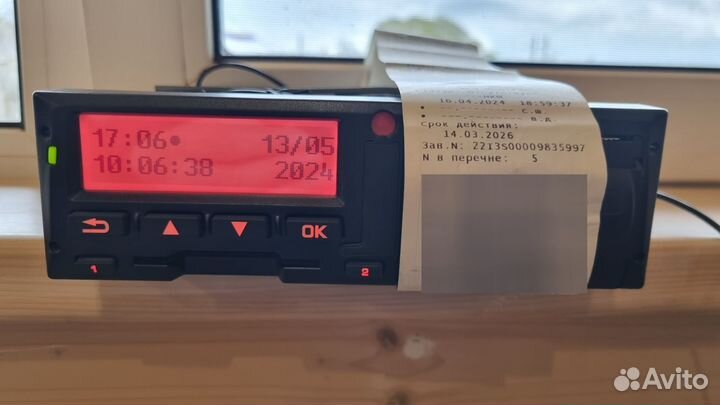 17:06● 13/05
10:06:38 2024
OK
1
2
16.04.2024 18:59:37
• --.------- с.ш.
• --.------- в.д.
Срок действия:
14.03.2026
Зав.N: 2213S00009835997
N в перечне: 5
Avito